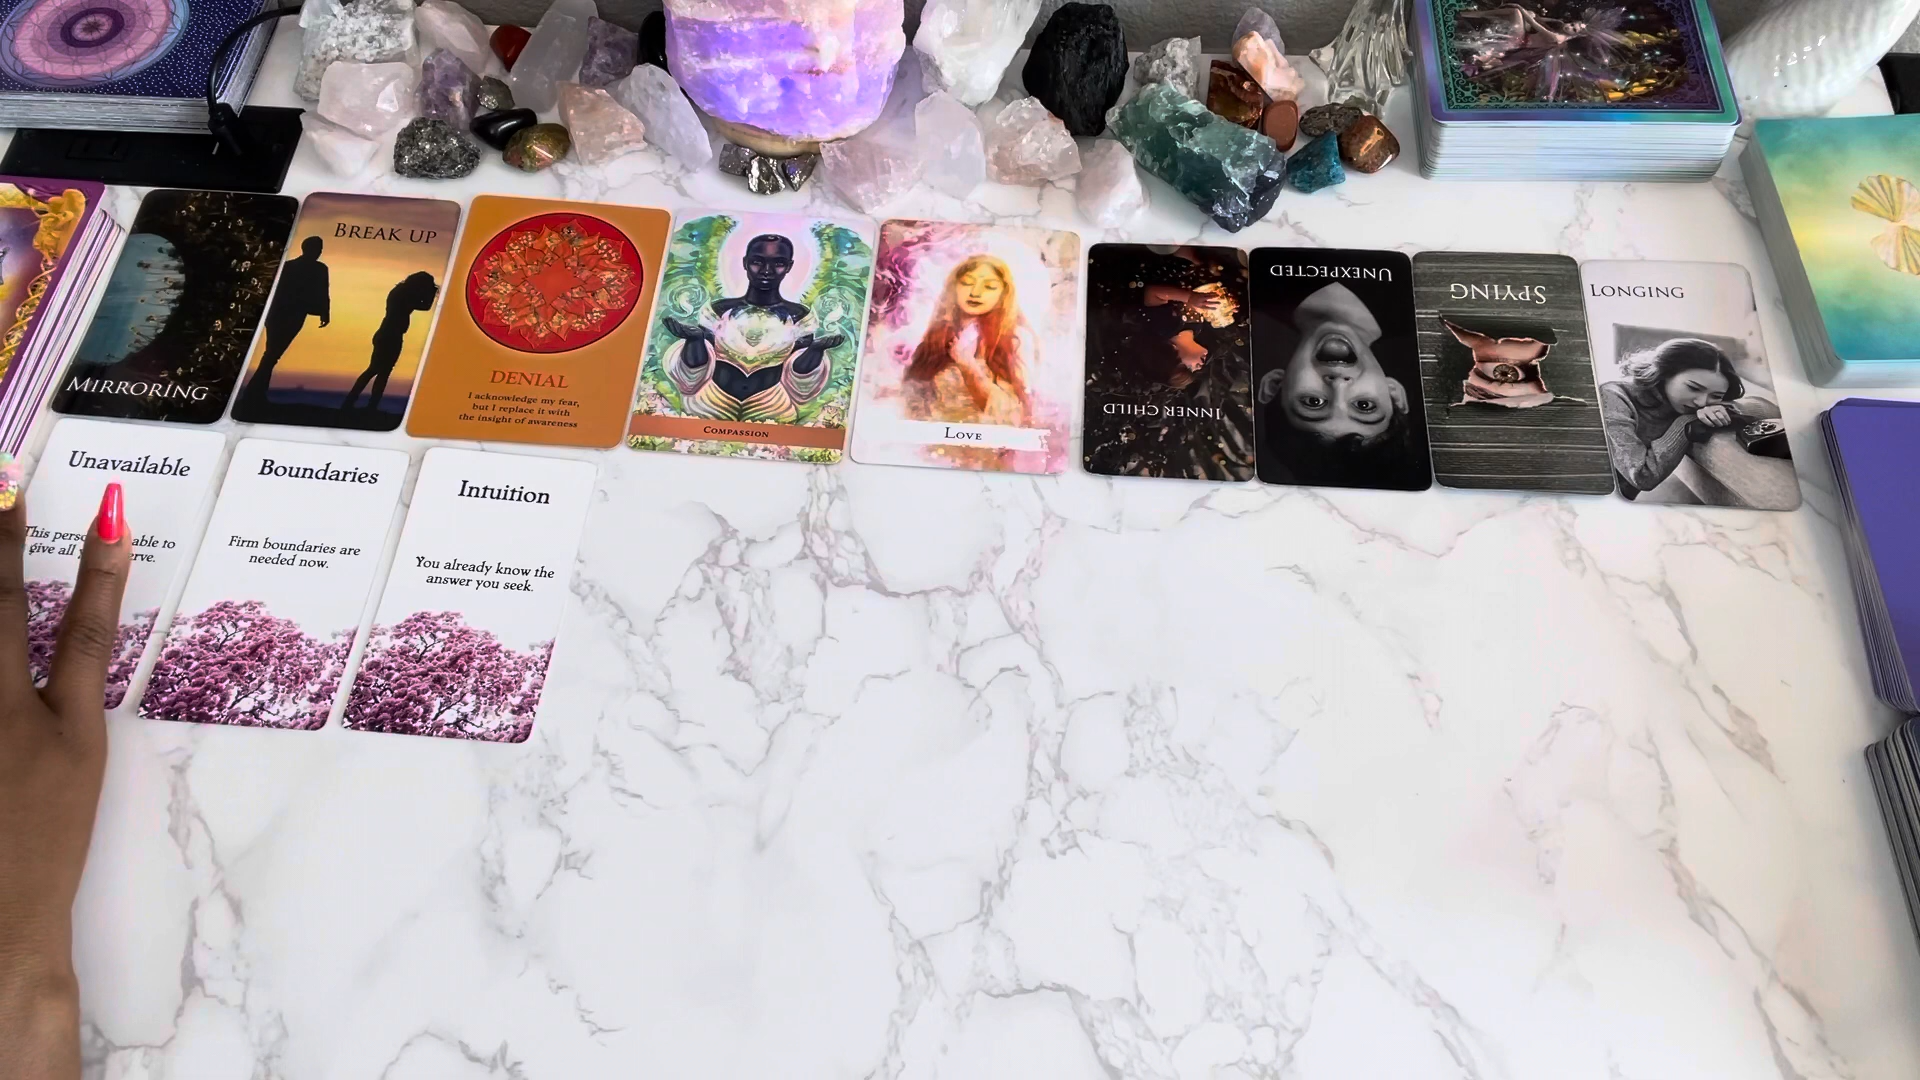 MIRRORING
BREAK UP
DENIAL
I acknowledge my fear,
but I replace it with
the insight of awareness
COMPASSION
LOVE
INNER CHILD
UNEXPECTED
SPYING
LONGING
Unavailable
This able to
give all
Boundaries
Firm boundaries are
needed now.
Intuition
You already know the
answer you seek.